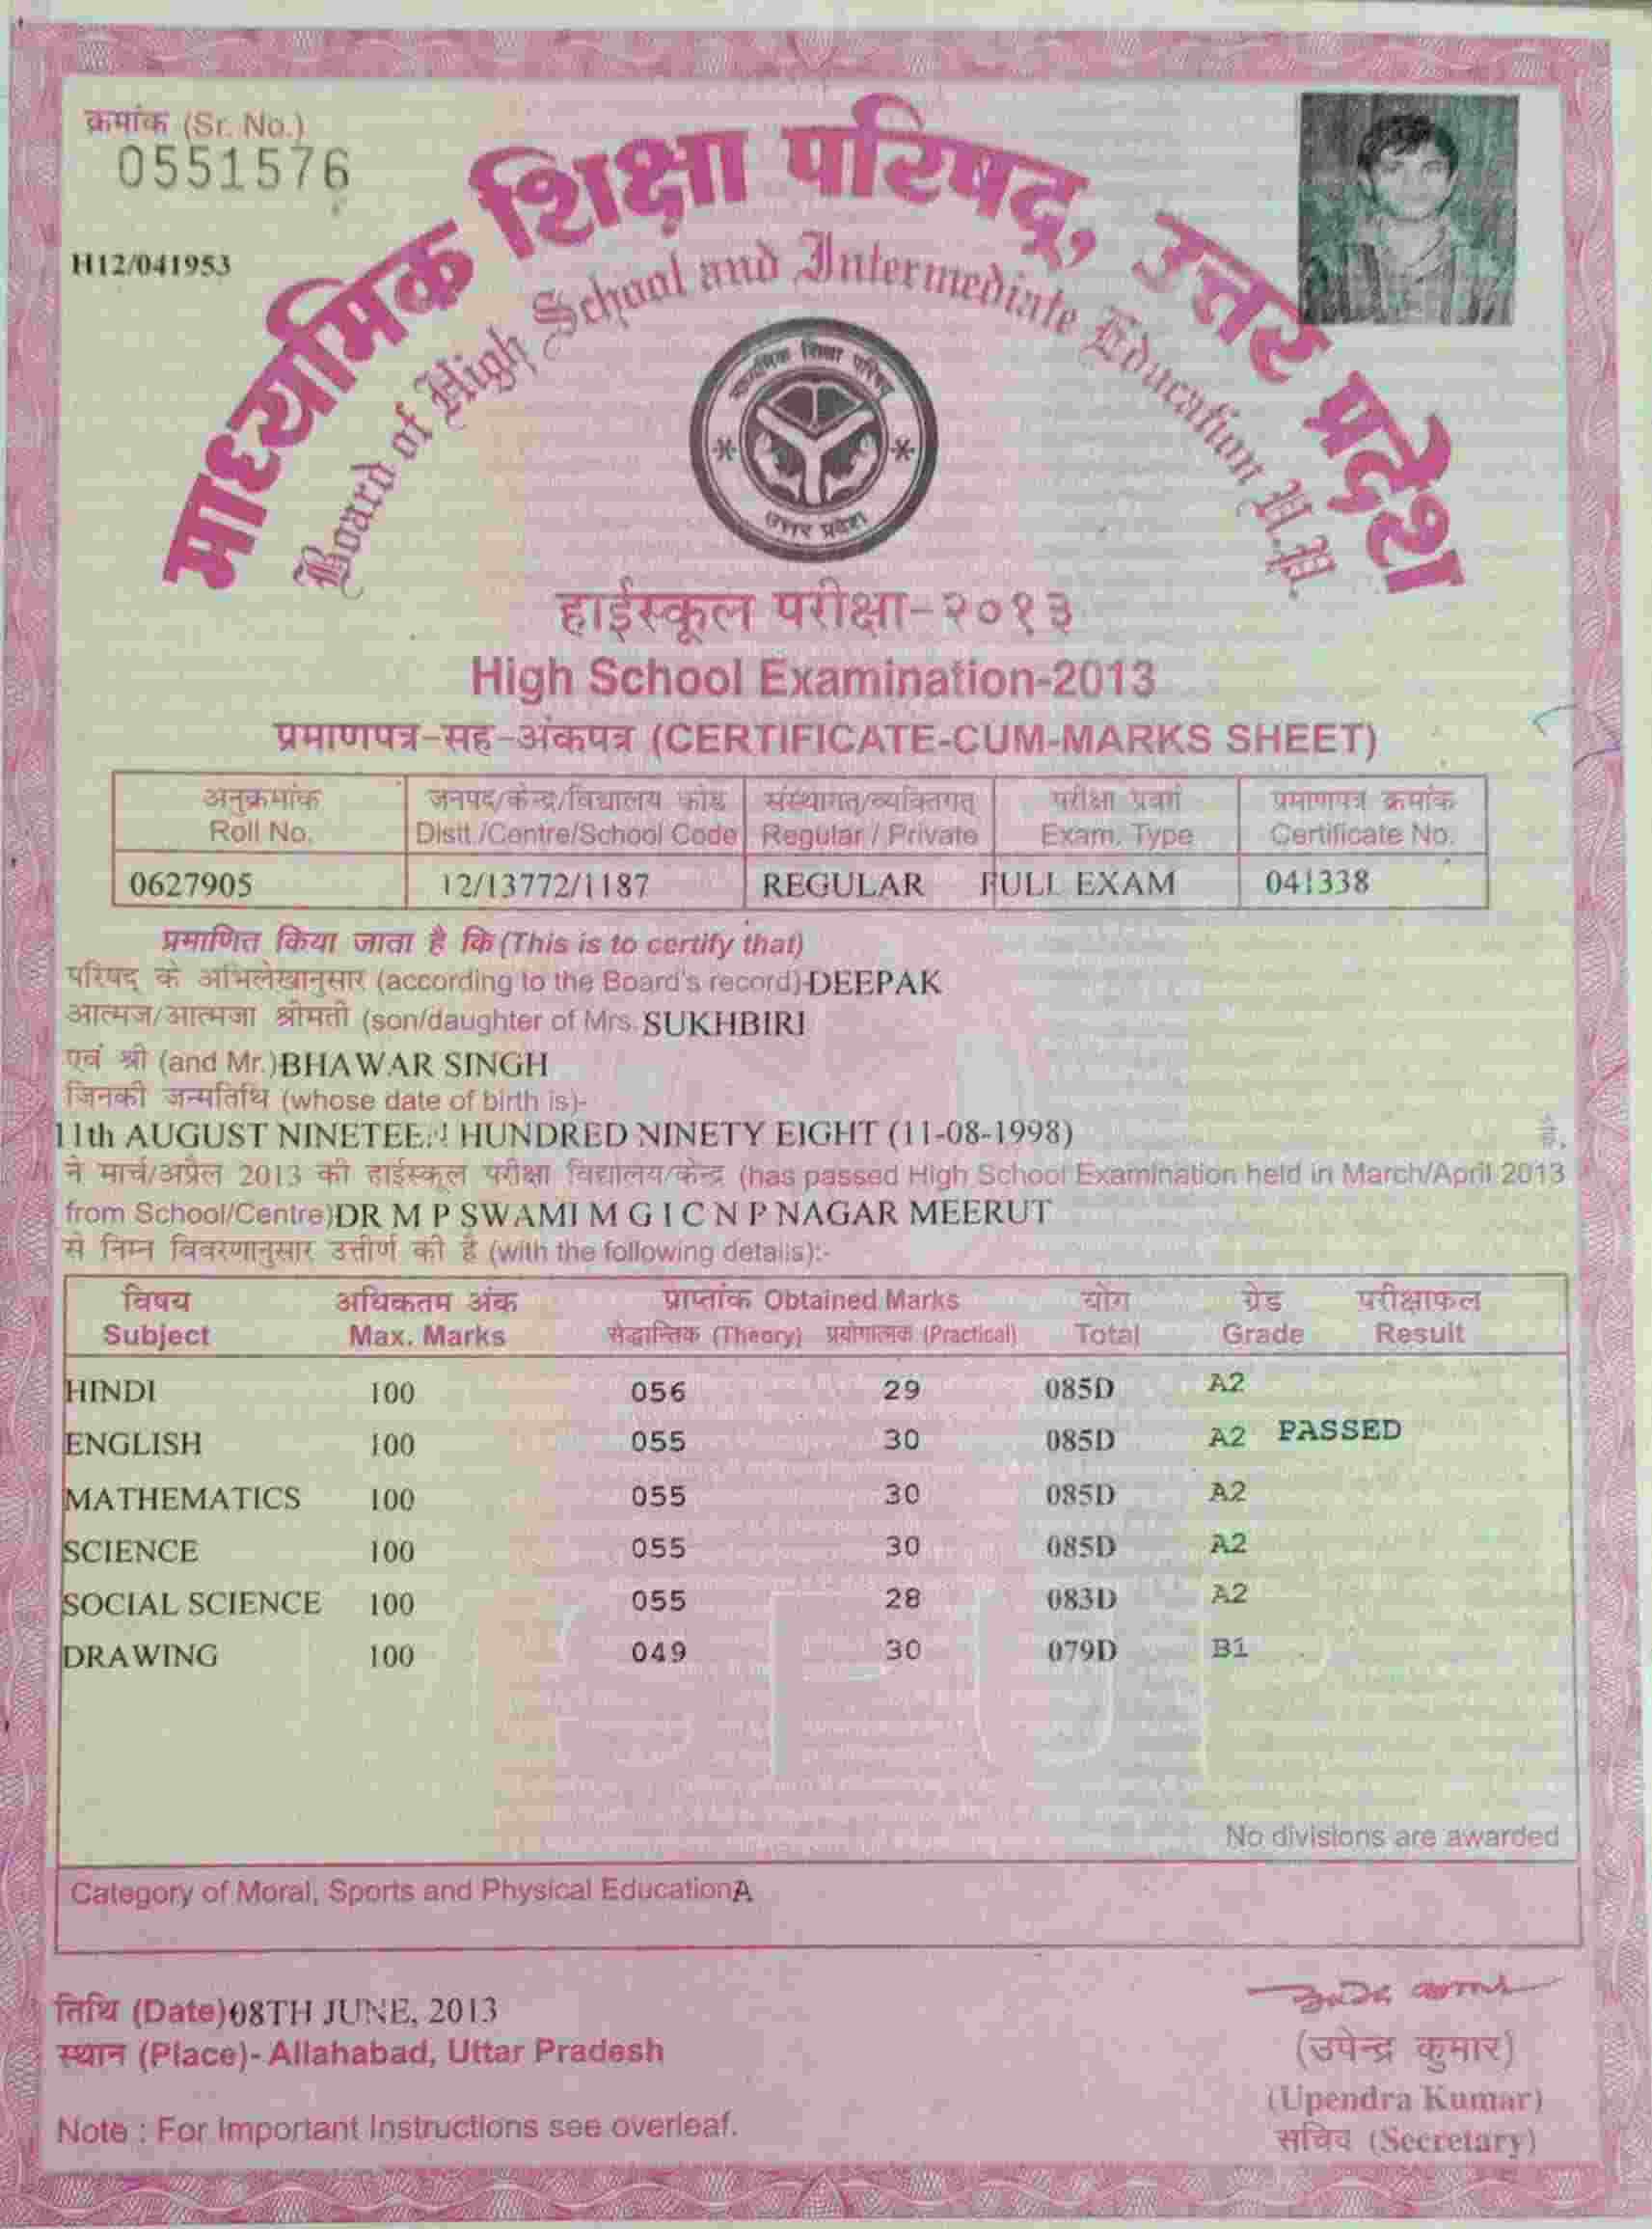 क्रमांक (Sr. No.)
0551576
H12/041953
माध्यमिक शिक्षा परिषद्, उत्तर प्रदेश
Board of High School and Intermediate Education U.P.
माध्यमिक शिक्षा परिषद
उत्तर प्रदेश
हाईस्कूल परीक्षा-२०१३
High School Examination-2013
प्रमाणपत्र-सह-अंकपत्र (CERTIFICATE-CUM-MARKS SHEET)
अनुक्रमांक जनपद/केन्द्र/विद्यालय कोड संस्थागत/व्यक्तिगत परीक्षा प्रवर्ग प्रमाणपत्र क्रमांक
Roll No. Distt./Centre/School Code Regular / Private Exam. Type Certificate No.
0627905 12/13772/1187 REGULAR FULL EXAM 041338
प्रमाणित किया जाता है कि (This is to certify that)
परिषद् के अभिलेखानुसार (according to the Board's record)-DEEPAK
आत्मज/आत्मजा श्रीमती (son/daughter of Mrs. SUKHBIRI
एवं श्री (and Mr.)BHAWAR SINGH
जिनकी जन्मतिथि (whose date of birth is)-
11th AUGUST NINETEEN HUNDRED NINETY EIGHT (11-08-1998)
ने मार्च/अप्रैल 2013 की हाईस्कूल परीक्षा विद्यालय/केन्द्र (has passed High School Examination held in March/April 2013
from School/Centre)DR M P SWAMI M G I C N P NAGAR MEERUT
से निम्न विवरणानुसार उत्तीर्ण की है (with the following details):-
विषय अधिकतम अंक प्राप्तांक Obtained Marks योग ग्रेड परीक्षाफल
Subject Max. Marks सैद्धान्तिक (Theory) प्रयोगात्मक (Practical) Total Grade Result
HINDI 100 056 29 085D A2
ENGLISH 100 055 30 085D A2 PASSED
MATHEMATICS 100 055 30 085D A2
SCIENCE 100 055 30 085D A2
SOCIAL SCIENCE 100 055 28 083D A2
DRAWING 100 049 30 079D B1
No divisions are awarded
Category of Moral, Sports and Physical EducationA
तिथि (Date)08TH JUNE, 2013
स्थान (Place)- Allahabad, Uttar Pradesh
(उपेन्द्र कुमार)
(Upendra Kumar)
सचिव (Secretary)
Note : For Important Instructions see overleaf.